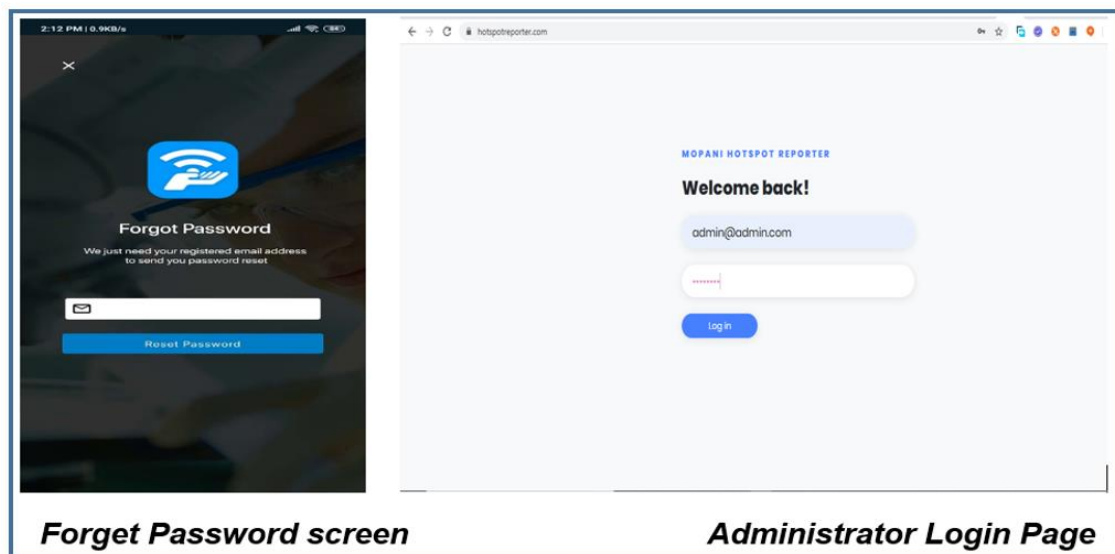 2:12 PM | 0.9KB/s
Forgot Password
We just need your registered email address
to send you password reset
Reset Password
hotspotreporter.com
MOPANI HOTSPOT REPORTER
Welcome back!
admin@admin.com
Log in
Forget Password screen
Administrator Login Page